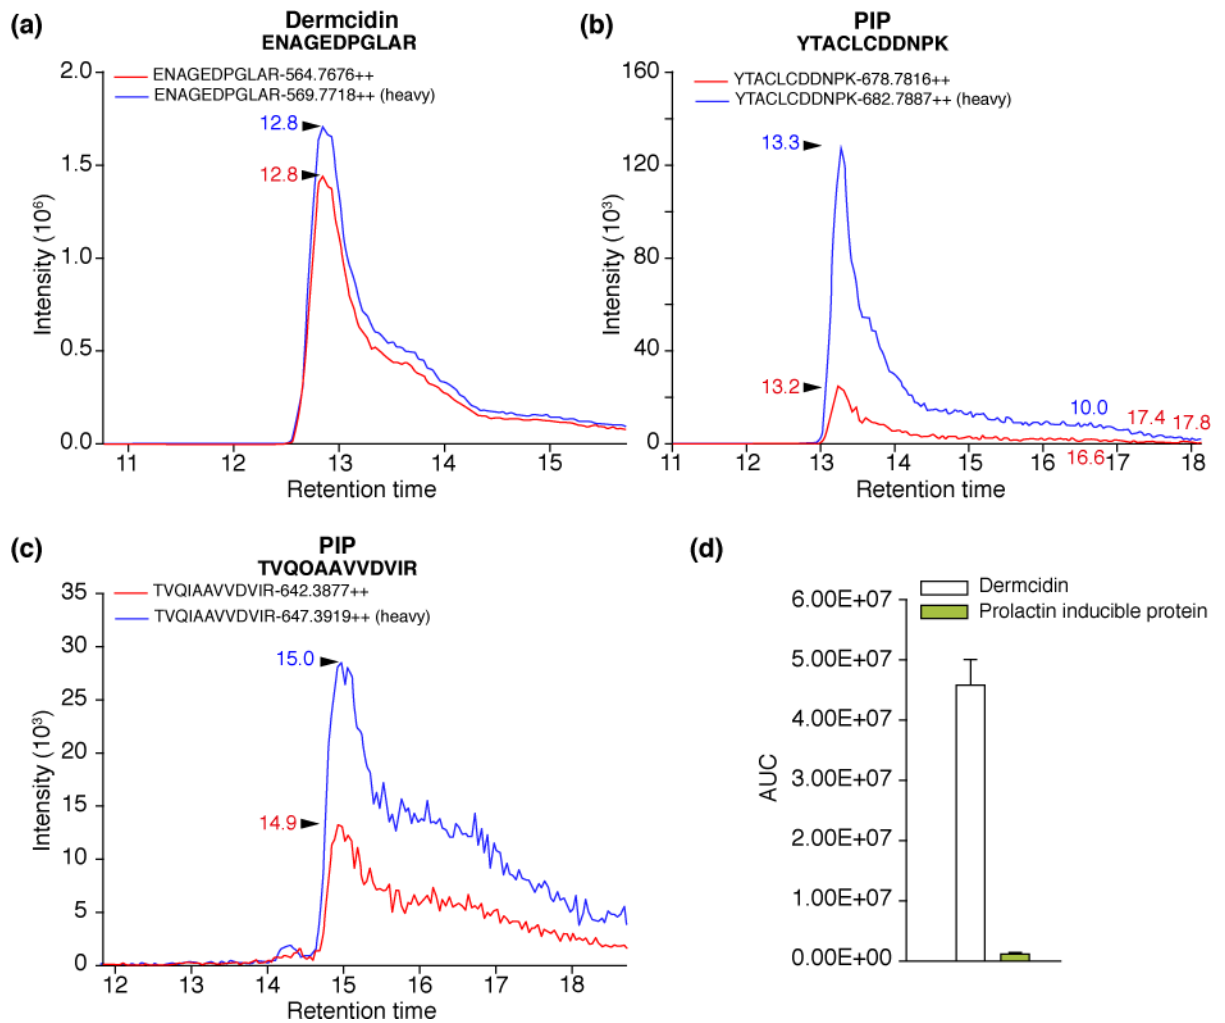 (a)
Dermcidin
ENAGEDPGLAR
ENAGEDPGLAR-564.7676++
ENAGEDPGLAR-569.7718++ (heavy)
2.0
1.5
1.0
0.5
0.0
Intensity (10⁶)
12.8
12.8
11
12
13
14
15
Retention time
(b)
PIP
YTACLCDDNPK
YTACLCDDNPK-678.7816++
YTACLCDDNPK-682.7887++ (heavy)
160
120
80
40
0
Intensity (10³)
13.3
13.2
10.0
17.4
17.8
16.6
11
12
13
14
15
16
17
18
Retention time
(c)
PIP
TVQOAAVVDVIR
TVQIAAVVDVIR-642.3877++
TVQIAAVVDVIR-647.3919++ (heavy)
35
30
25
20
15
10
5
0
Intensity (10³)
15.0
14.9
12
13
14
15
16
17
18
Retention time
(d)
Dermcidin
Prolactin inducible protein
6.00E+07
5.00E+07
4.00E+07
3.00E+07
2.00E+07
1.00E+07
0.00E+00
AUC